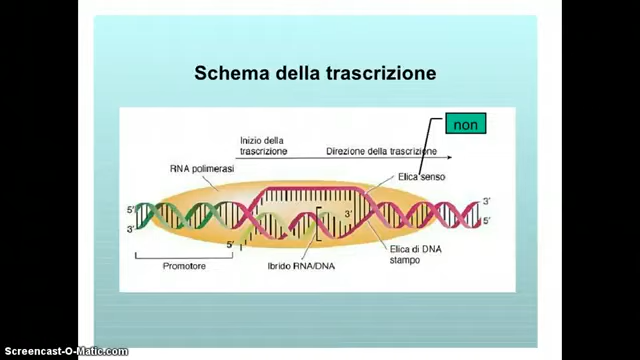 Schema della trascrizione
non
Inizio della
trascrizione
Direzione della trascrizione
RNA polimerasi
Elica senso
5′
3′
3′
3′
5′
5′
Elica di DNA
stampo
Promotore
Ibrido RNA/DNA
Screencast-O-Matic.com